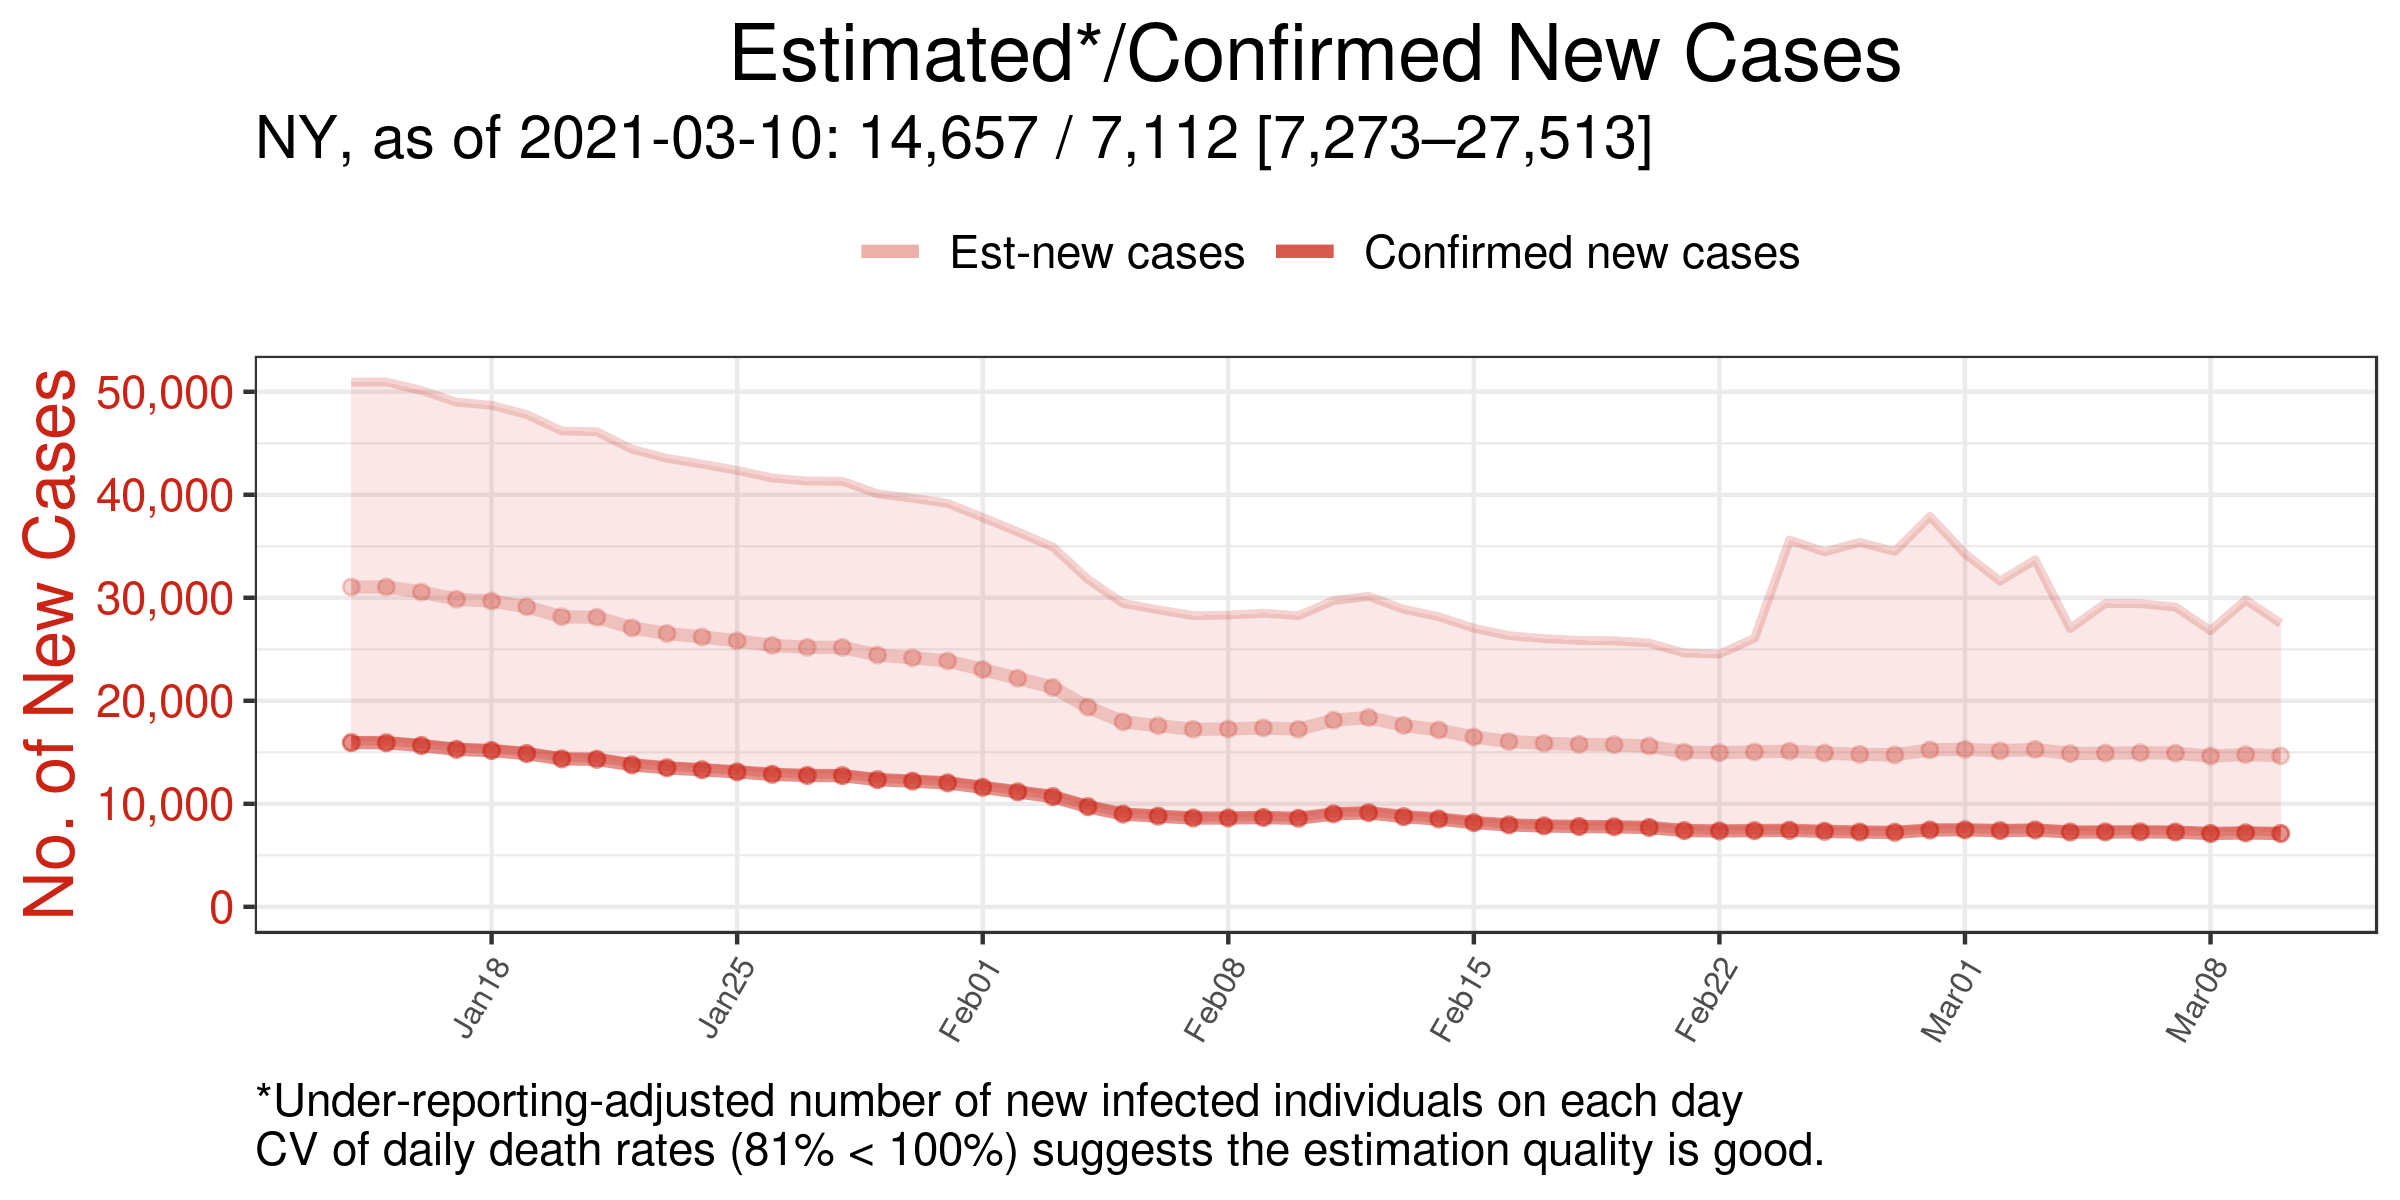 Estimated*/Confirmed New Cases
NY, as of 2021-03-10: 14,657 / 7,112 [7,273–27,513]
Est-new cases
Confirmed new cases
No. of New Cases
50,000
40,000
30,000
20,000
10,000
0
Jan18
Jan25
Feb01
Feb08
Feb15
Feb22
Mar01
Mar08
*Under-reporting-adjusted number of new infected individuals on each day
CV of daily death rates (81% < 100%) suggests the estimation quality is good.